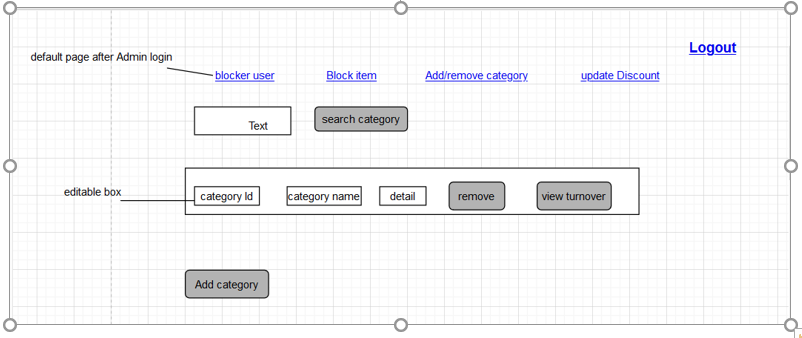 Logout
default page after Admin login
blocker user Block item Add/remove category update Discount
Text search category
editable box
category Id category name detail remove view turnover
Add category